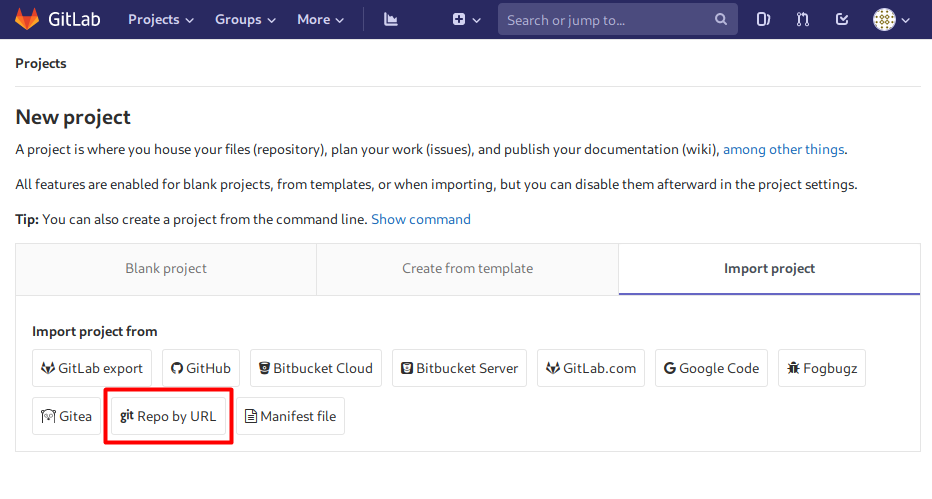 GitLab Projects Groups More Search or jump to...
Projects
New project
A project is where you house your files (repository), plan your work (issues), and publish your documentation (wiki), among other things.
All features are enabled for blank projects, from templates, or when importing, but you can disable them afterward in the project settings.
Tip: You can also create a project from the command line. Show command
Blank project Create from template Import project
Import project from
GitLab export GitHub Bitbucket Cloud Bitbucket Server GitLab.com Google Code Fogbugz
Gitea git Repo by URL Manifest file